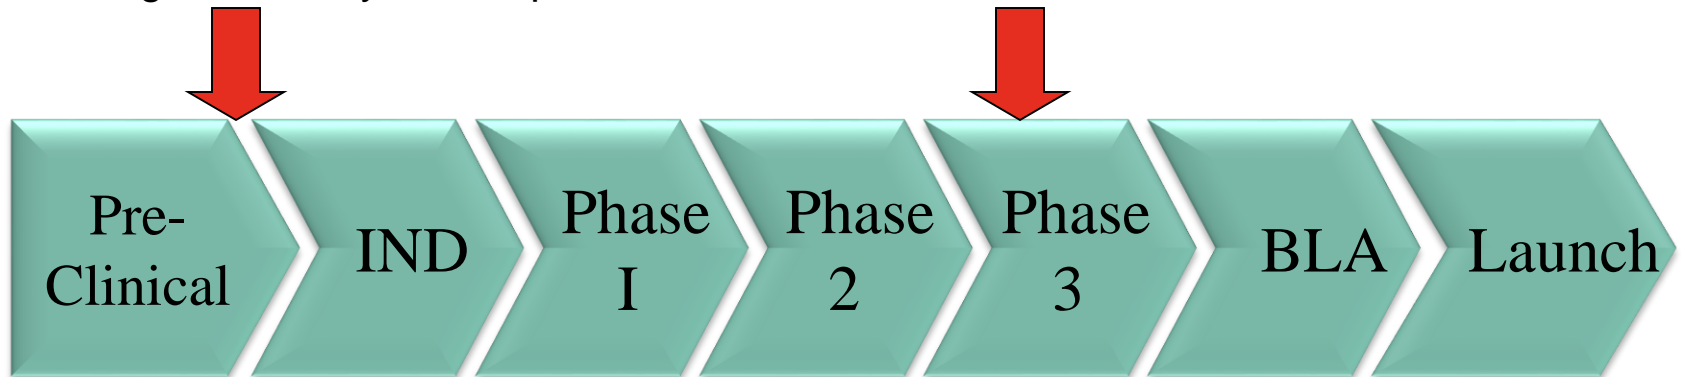 Pre-
Clinical
IND
Phase
I
Phase
2
Phase
3
BLA
Launch